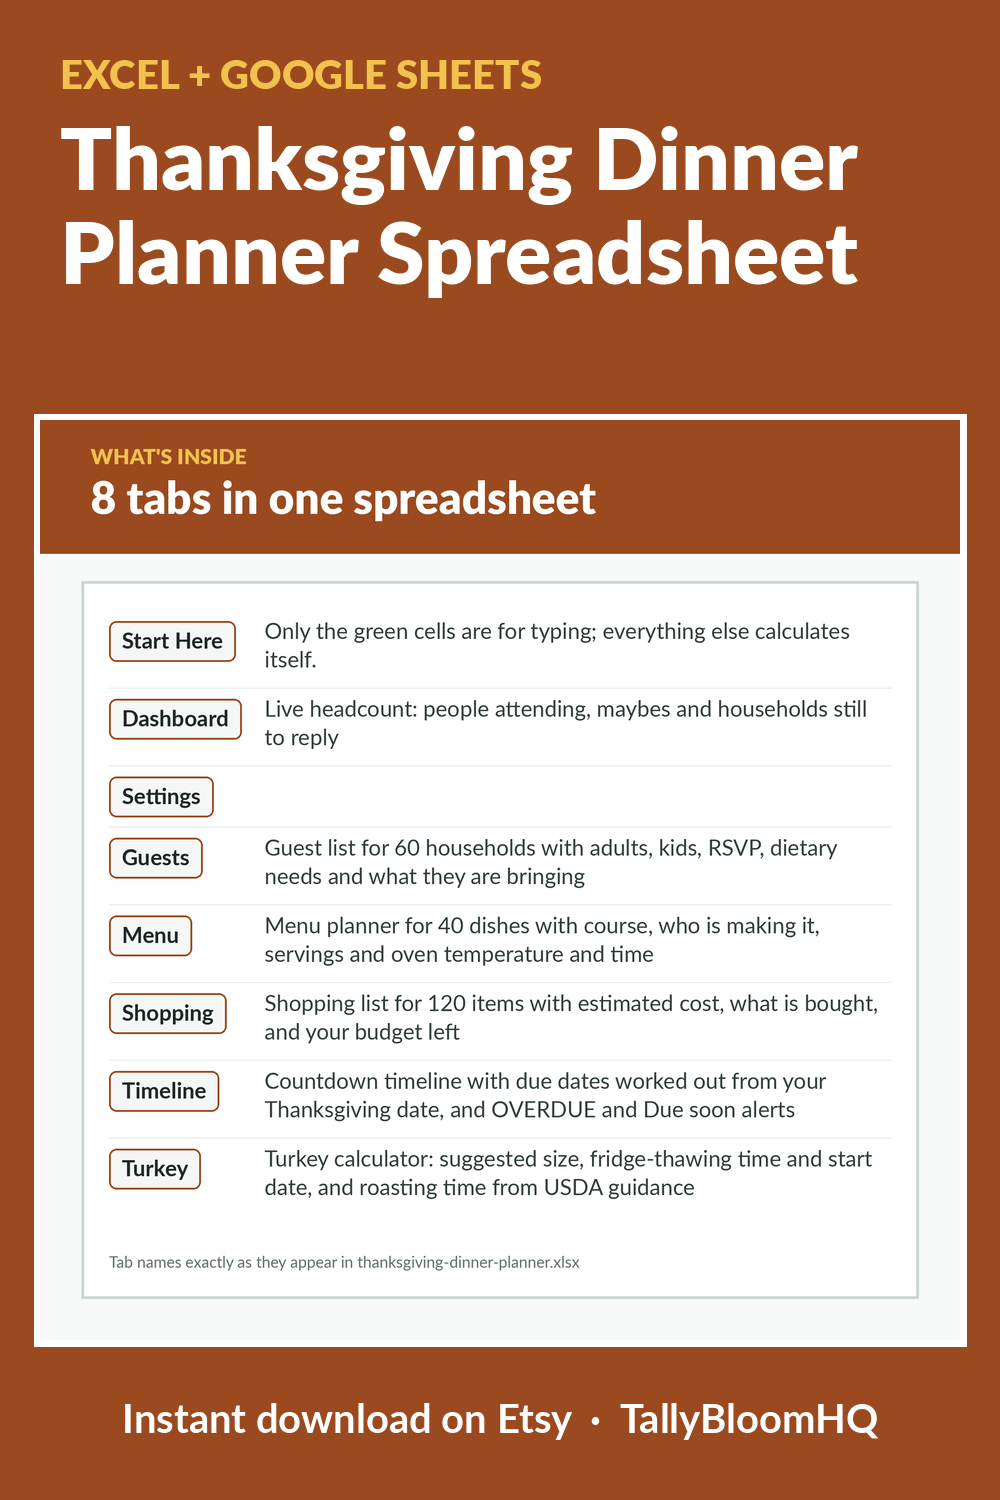 EXCEL + GOOGLE SHEETS
Thanksgiving Dinner
Planner Spreadsheet
WHAT'S INSIDE
8 tabs in one spreadsheet
Start Here
Only the green cells are for typing; everything else calculates
itself.
Dashboard
Live headcount: people attending, maybes and households still
to reply
Settings
Guests
Guest list for 60 households with adults, kids, RSVP, dietary
needs and what they are bringing
Menu
Menu planner for 40 dishes with course, who is making it,
servings and oven temperature and time
Shopping
Shopping list for 120 items with estimated cost, what is bought,
and your budget left
Timeline
Countdown timeline with due dates worked out from your
Thanksgiving date, and OVERDUE and Due soon alerts
Turkey
Turkey calculator: suggested size, fridge-thawing time and start
date, and roasting time from USDA guidance
Tab names exactly as they appear in thanksgiving-dinner-planner.xlsx
Instant download on Etsy · TallyBloomHQ